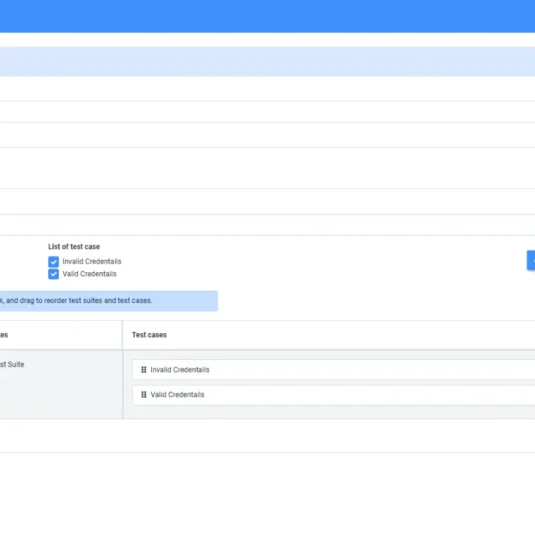 List of test case
Invalid Credentails
Valid Credentails
, and drag to reorder test suites and test cases.
es Test cases
st Suite
Invalid Credentails
Valid Credentails